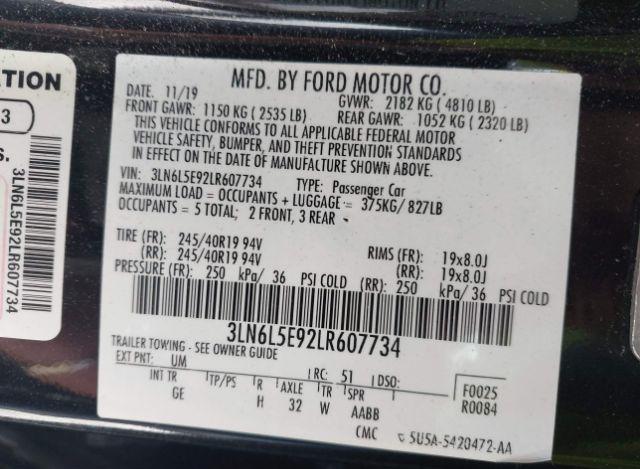 ATION
3
S.
3LN6L5E92LR607734
MFD. BY FORD MOTOR CO.
DATE: 11/19 GVWR: 2182 KG ( 4810 LB)
FRONT GAWR: 1150 KG ( 2535 LB) REAR GAWR: 1052 KG ( 2320 LB)
THIS VEHICLE CONFORMS TO ALL APPLICABLE FEDERAL MOTOR
VEHICLE SAFETY, BUMPER, AND THEFT PREVENTION STANDARDS
IN EFFECT ON THE DATE OF MANUFACTURE SHOWN ABOVE.
VIN: 3LN6L5E92LR607734 TYPE: Passenger Car
MAXIMUM LOAD = OCCUPANTS + LUGGAGE = 375KG/ 827LB
OCCUPANTS = 5 TOTAL; 2 FRONT, 3 REAR
TIRE (FR): 245/40R19 94V RIMS (FR): 19x8.0J
(RR): 245/40R19 94V (RR): 19x8.0J
PRESSURE (FR): 250 kPa/ 36 PSI COLD (RR): 250 kPa/ 36 PSI COLD
3LN6L5E92LR607734
TRAILER TOWING - SEE OWNER GUIDE
EXT PNT: UM RC: 51 DSO: F0025
INT TR TP/PS R AXLE TR SPR R0084
GE H 32 W AABB
CMC 5U5A-5420472-AA